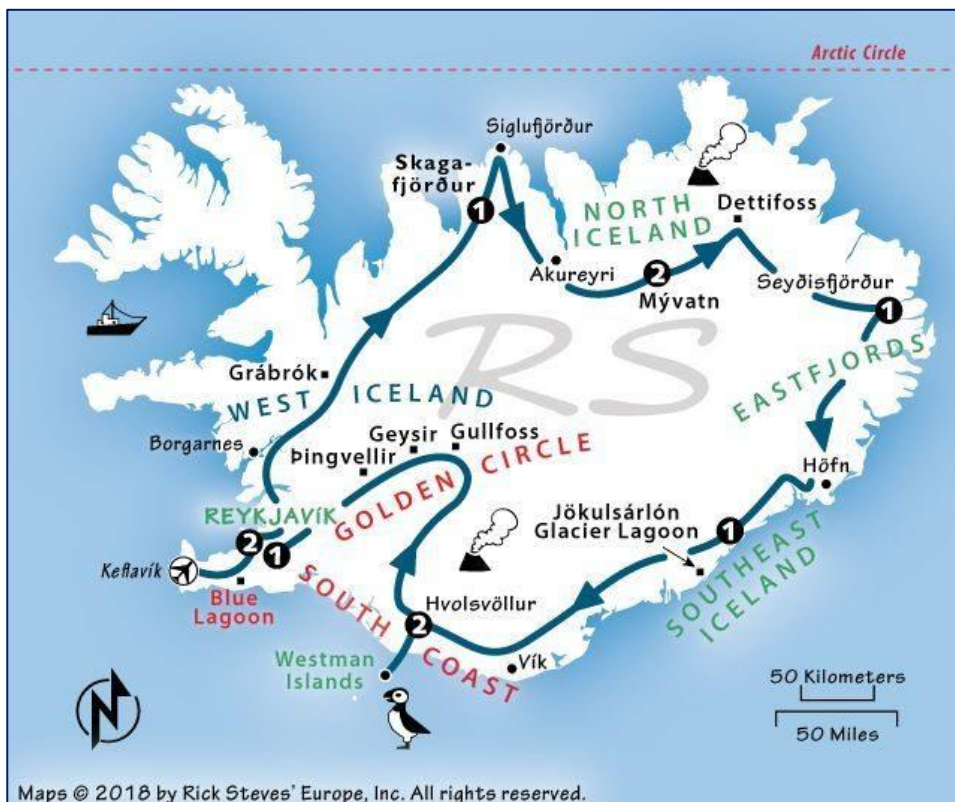 Arctic Circle
Siglufjörður
Skaga-
fjörður
1
NORTH
ICELAND
Dettifoss
Akureyri
2
Mývatn
Seyðisfjörður
1
RS
EASTFJORDS
Grábrók
WEST ICELAND
Borgarnes
Geysir
Gullfoss
Þingvellir
GOLDEN CIRCLE
Höfn
Jökulsárlón
Glacier Lagoon
1
SOUTHEAST
ICELAND
REYKJAVÍK
2
1
Keflavík
Blue
Lagoon
SOUTH COAST
Hvolsvöllur
2
Vík
Westman
Islands
N
50 Kilometers
50 Miles
Maps © 2018 by Rick Steves' Europe, Inc. All rights reserved.